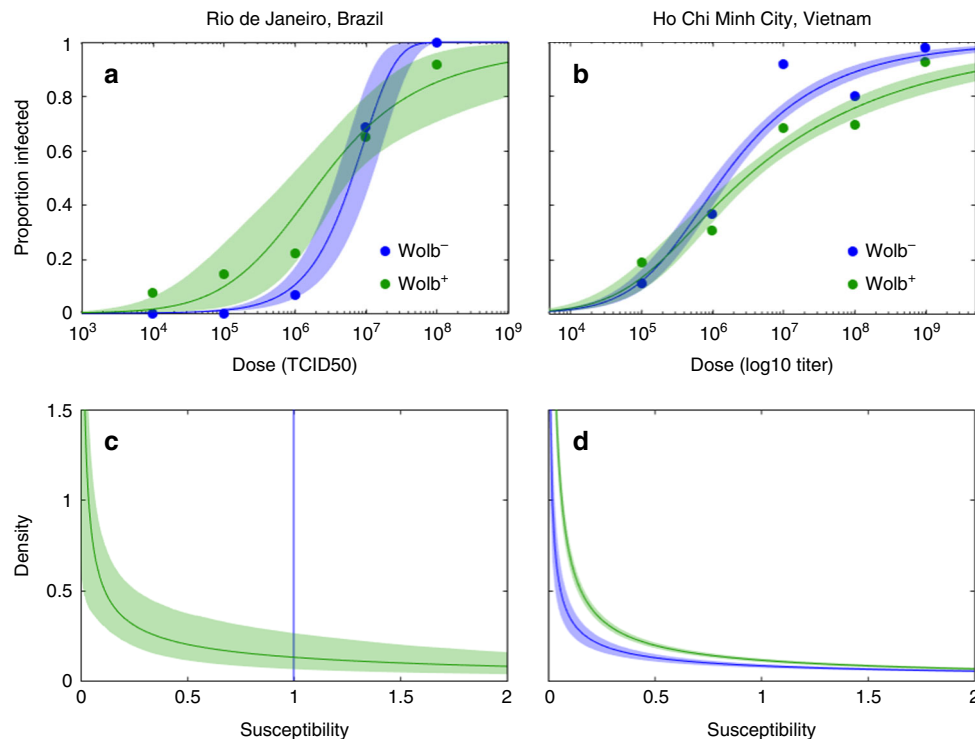 Rio de Janeiro, Brazil
Ho Chi Minh City, Vietnam
a
b
Proportion infected
1
0.8
0.6
0.4
0.2
0
Wolb⁻
Wolb⁺
Wolb⁻
Wolb⁺
10³ 10⁴ 10⁵ 10⁶ 10⁷ 10⁸ 10⁹
10⁴ 10⁵ 10⁶ 10⁷ 10⁸ 10⁹
Dose (TCID50)
Dose (log10 titer)
c
d
Density
1.5
1
0.5
0
0 0.5 1 1.5 2
0 0.5 1 1.5 2
Susceptibility
Susceptibility